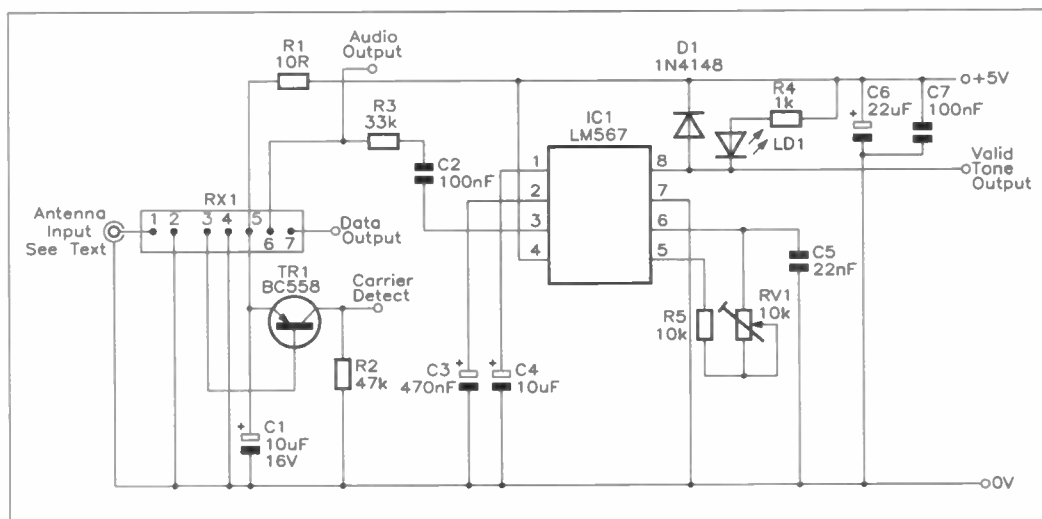 Audio
Output
R1
10R
D1
1N4148
+5V
R3
33k
R4
1k
C6
+
22uF
C7
100nF
IC1
LM567
LD1
C2
100nF
1
2
3
4
8
7
6
5
Valid
Tone
Output
RX1
Antenna
Input
See Text
1 2 3 4 5 6 7
Data
Output
TR1
BC558
Carrier
Detect
C5
22nF
RV1
10k
R5
10k
R2
47k
C3
470nF
+
C4
10uF
+
C1
10uF
16V
+
0V